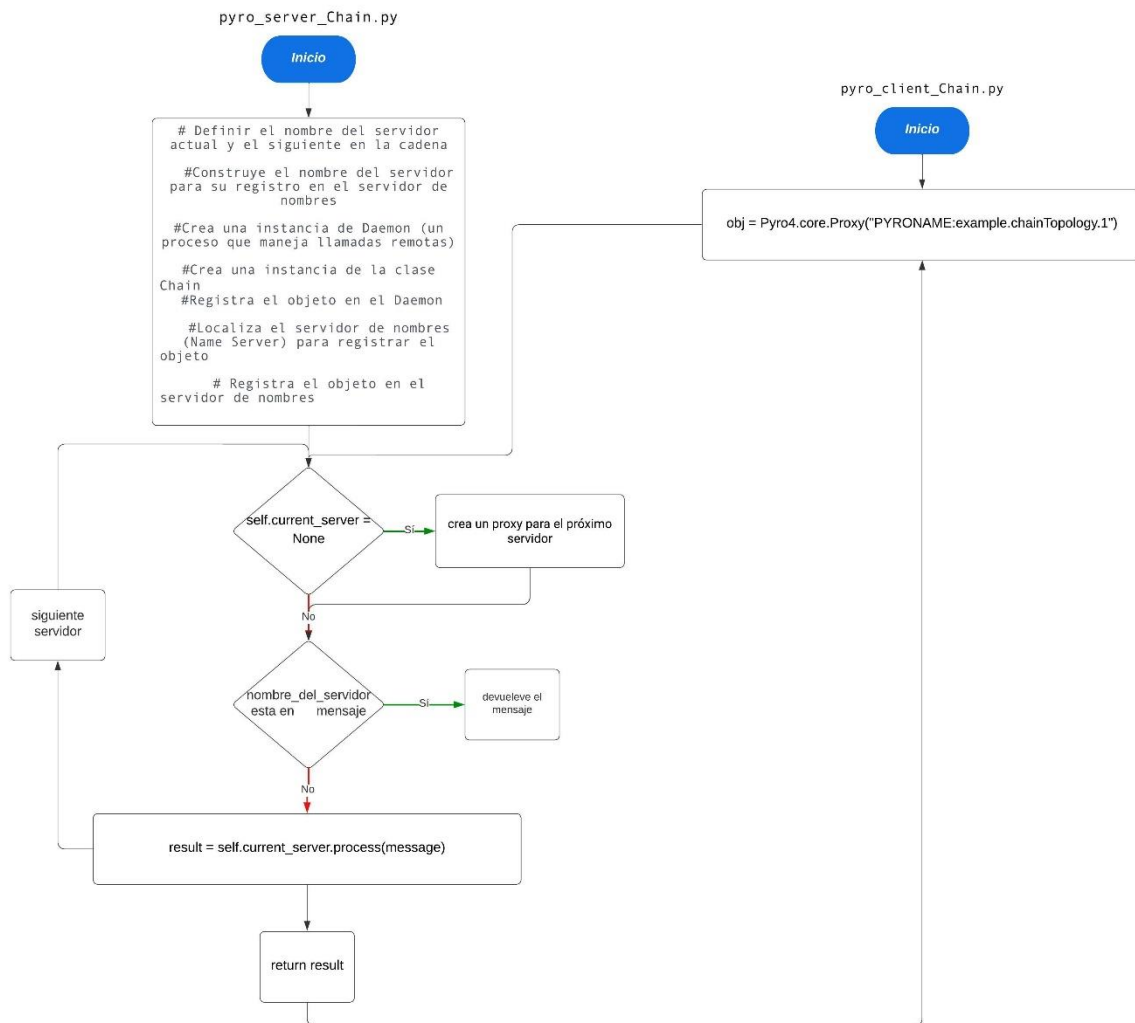 pyro_server_Chain.py
Inicio
# Definir el nombre del servidor
actual y el siguiente en la cadena
#Construye el nombre del servidor
para su registro en el servidor de
nombres
#Crea una instancia de Daemon (un
proceso que maneja llamadas remotas)
#Crea una instancia de la clase
Chain
#Registra el objeto en el Daemon
#Localiza el servidor de nombres
(Name Server) para registrar el
objeto
# Registra el objeto en el
servidor de nombres
pyro_client_Chain.py
Inicio
obj = Pyro4.core.Proxy("PYRONAME:example.chainTopology.1")
self.current_server =
None
Sí
crea un proxy para el próximo
servidor
No
siguiente
servidor
nombre_del_servidor
esta en mensaje
Sí
devueleve el
mensaje
No
result = self.current_server.process(message)
return result